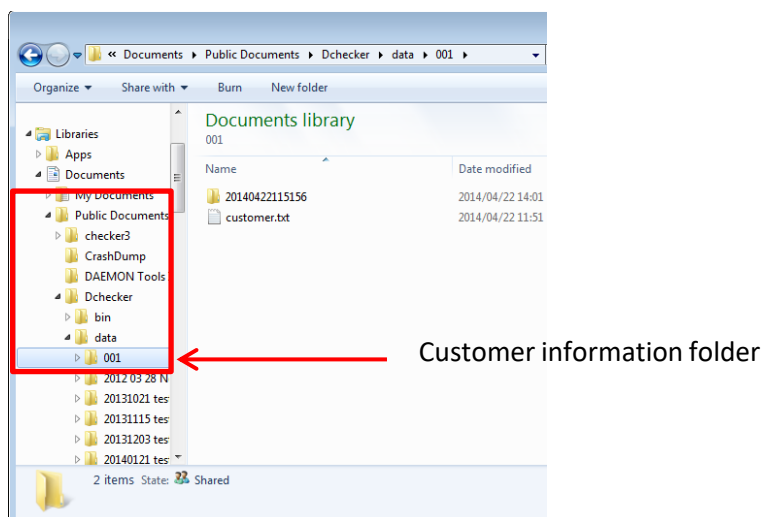 « Documents ▸ Public Documents ▸ Dchecker ▸ data ▸ 001 ▸
Organize ▾ Share with ▾ Burn New folder
Libraries
Apps
Documents
My Documents
Public Documents
checker3
CrashDump
DAEMON Tools
Dchecker
bin
data
001
2012 03 28 N
20131021 tes
20131115 tes
20131203 tes
20140121 tes
Documents library
001
Name Date modified
20140422115156 2014/04/22 14:01
customer.txt 2014/04/22 11:51
Customer information folder
2 items State: Shared